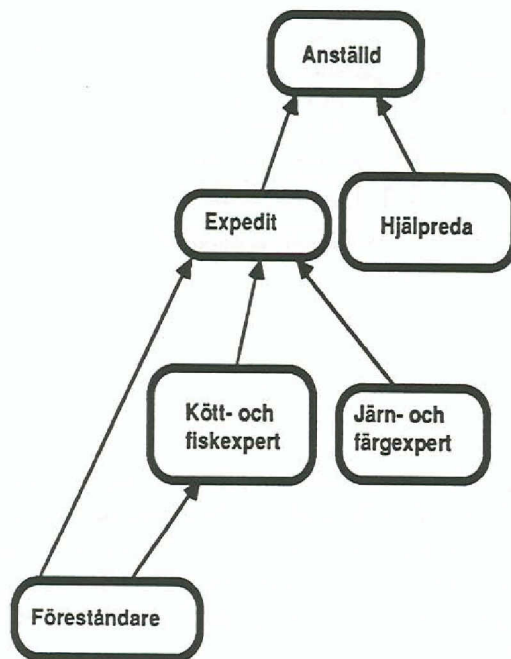 Anställd
Expedit
Hjälpreda
Kött- och
fiskexpert
Järn- och
färgexpert
Föreståndare